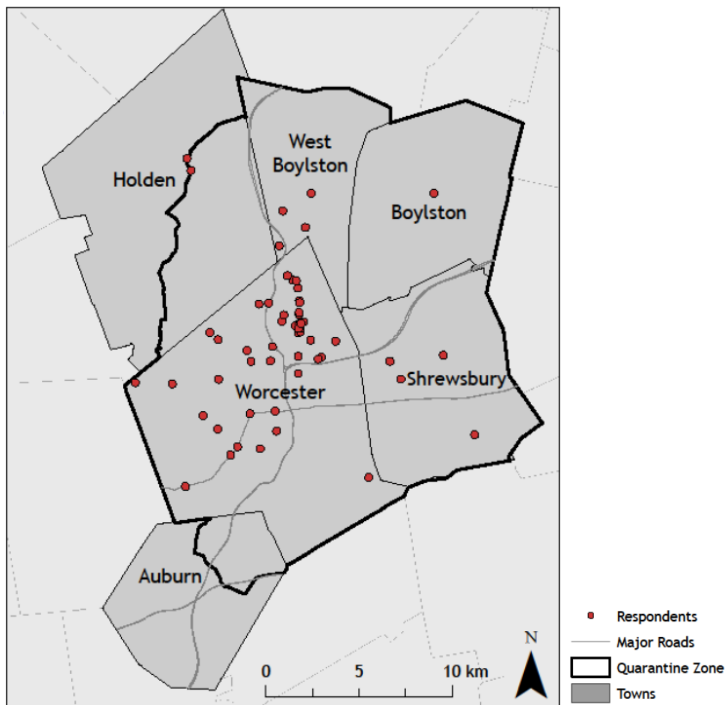 West
Boylston
Holden
Boylston
Worcester
Shrewsbury
Auburn
N
0 5 10 km
Respondents
Major Roads
Quarantine Zone
Towns